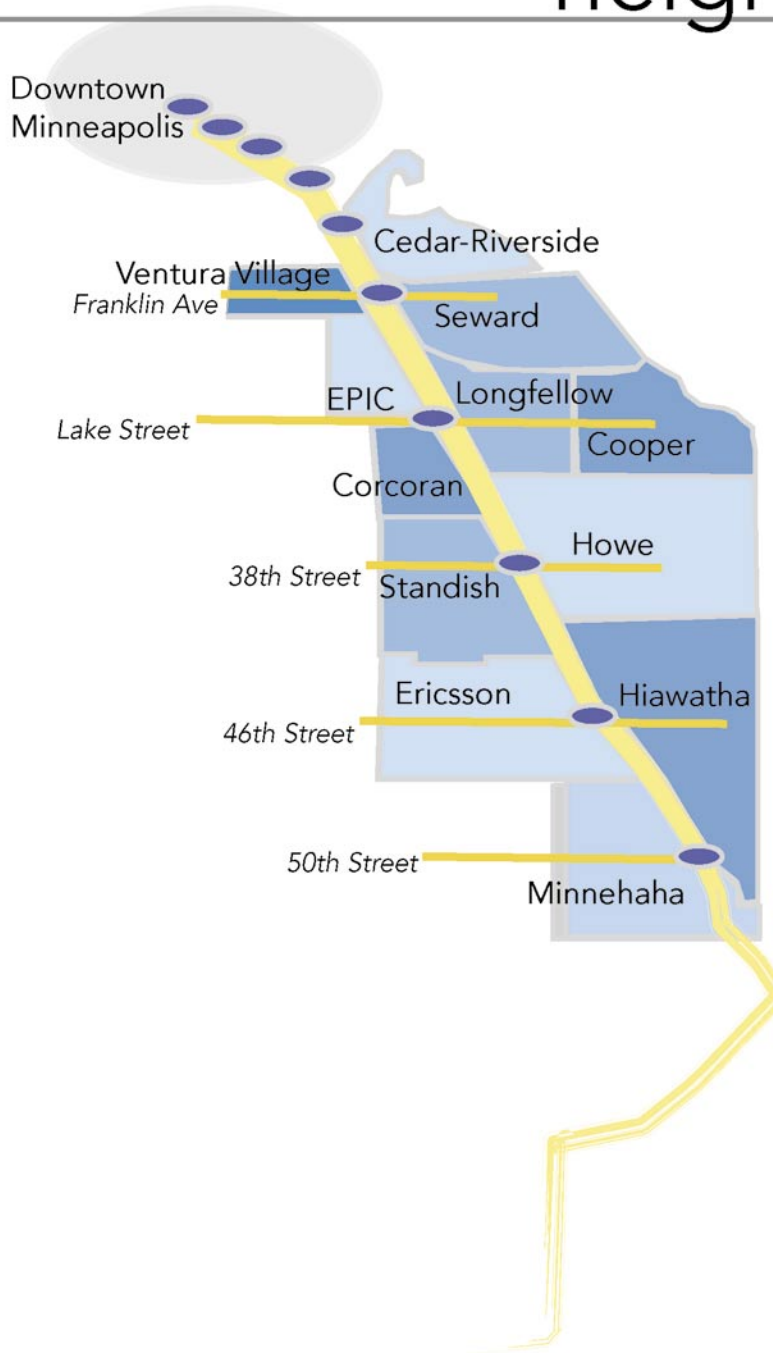 Downtown
Minneapolis
Cedar-Riverside
Ventura Village
Franklin Ave
Seward
EPIC
Longfellow
Lake Street
Cooper
Corcoran
Howe
38th Street
Standish
Ericsson
Hiawatha
46th Street
50th Street
Minnehaha